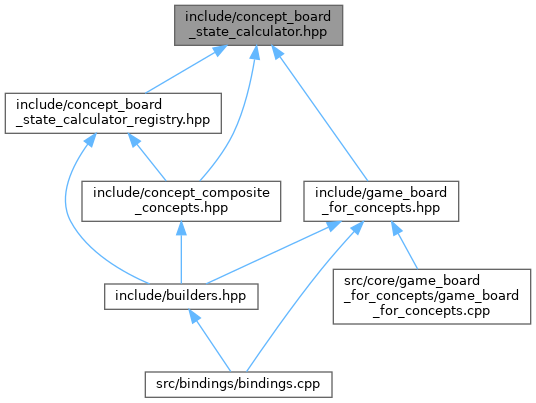 include/concept_board
_state_calculator.hpp
include/concept_board
_state_calculator_registry.hpp
include/concept_composite
_concepts.hpp
include/game_board
_for_concepts.hpp
include/builders.hpp
src/core/game_board
_for_concepts/game_board
_for_concepts.cpp
src/bindings/bindings.cpp